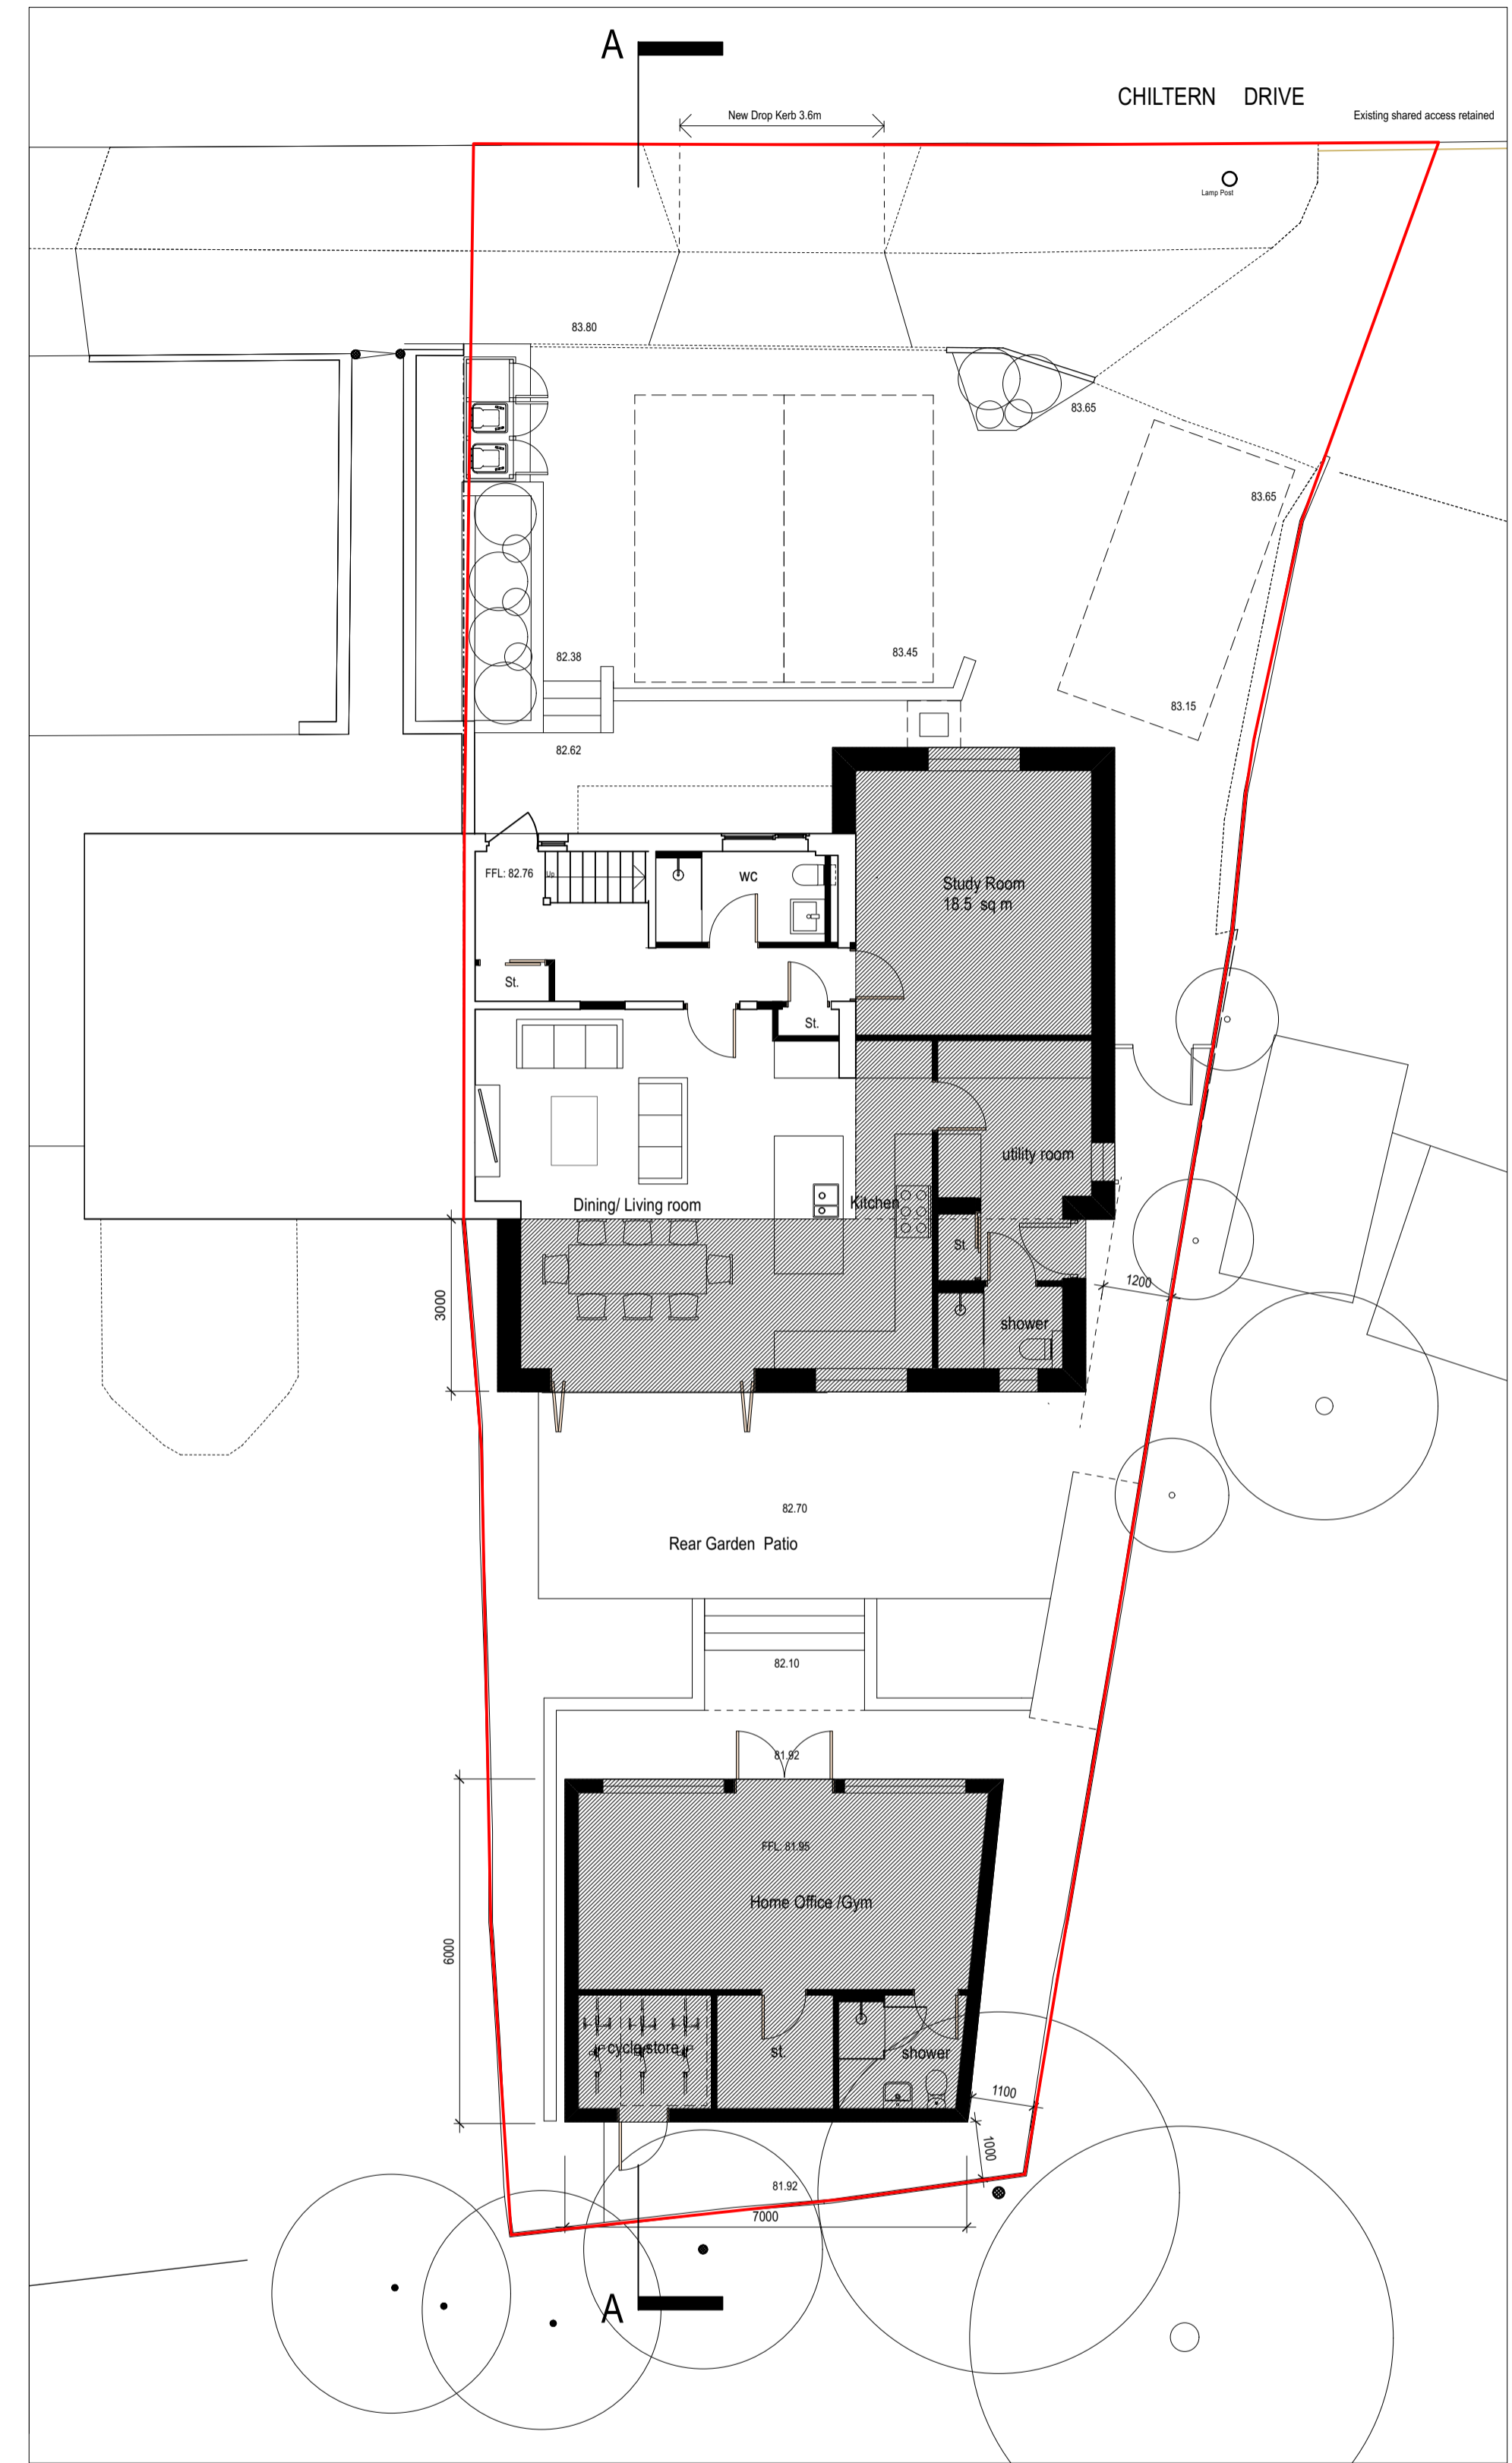 A
CHILTERN DRIVE
New Drop Kerb 3.6m
Existing shared access retained
Lamp Post
83.80
83.65
83.65
82.38
83.45
83.15
82.62
FFL: 82.76
Up
WC
Study Room
18.5 sq m
St.
St.
utility room
Dining/ Living room
Kitchen
St.
1200
3000
shower
82.70
Rear Garden Patio
82.10
81.92
FFL: 81.95
Home Office /Gym
6000
cycle store
st.
shower
1100
1000
81.92
7000
A